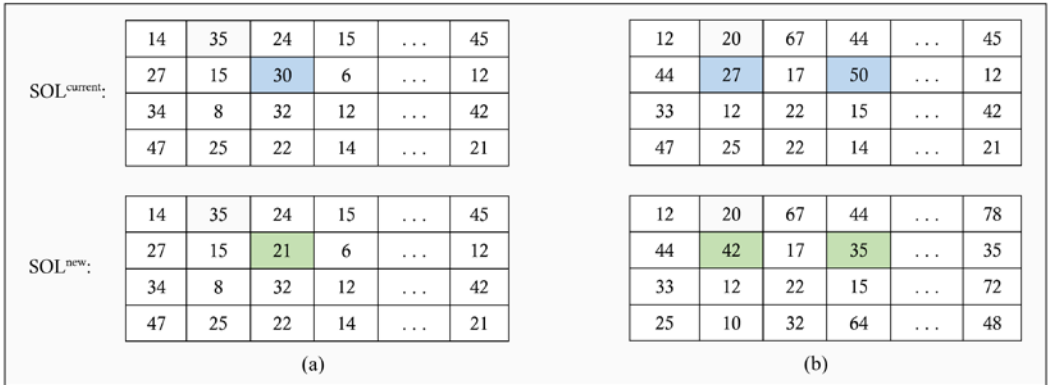 14 35 24 15 . . . 45 12 20 67 44 . . . 45
27 15 30 6 . . . 12 44 27 17 50 . . . 12
SOL^current:
34 8 32 12 . . . 42 33 12 22 15 . . . 42
47 25 22 14 . . . 21 47 25 22 14 . . . 21
14 35 24 15 . . . 45 12 20 67 44 . . . 78
27 15 21 6 . . . 12 44 42 17 35 . . . 35
SOL^new:
34 8 32 12 . . . 42 33 12 22 15 . . . 72
47 25 22 14 . . . 21 25 10 32 64 . . . 48
(a) (b)